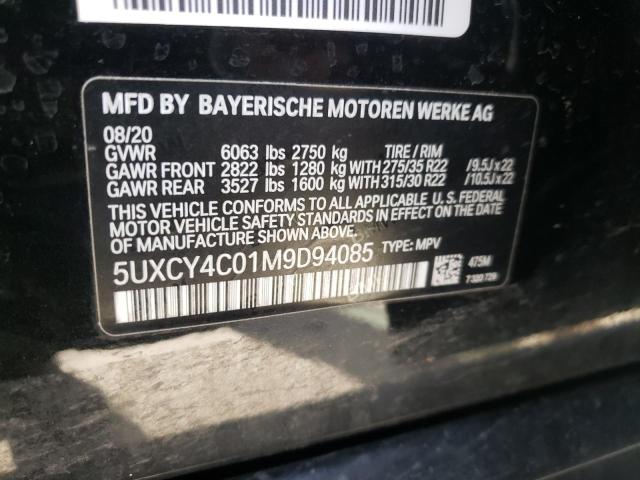 MFD BY BAYERISCHE MOTOREN WERKE AG
08/20
GVWR 6063 lbs 2750 kg TIRE / RIM
GAWR FRONT 2822 lbs 1280 kg WITH 275/35 R22 / 9.5J x 22
GAWR REAR 3527 lbs 1600 kg WITH 315/30 R22 / 10.5J x 22
THIS VEHICLE CONFORMS TO ALL APPLICABLE U. S. FEDERAL
MOTOR VEHICLE SAFETY STANDARDS IN EFFECT ON THE
DATE OF MANUFACTURE SHOWN ABOVE.
5UXCY4C01M9D94085 TYPE: MPV
475M